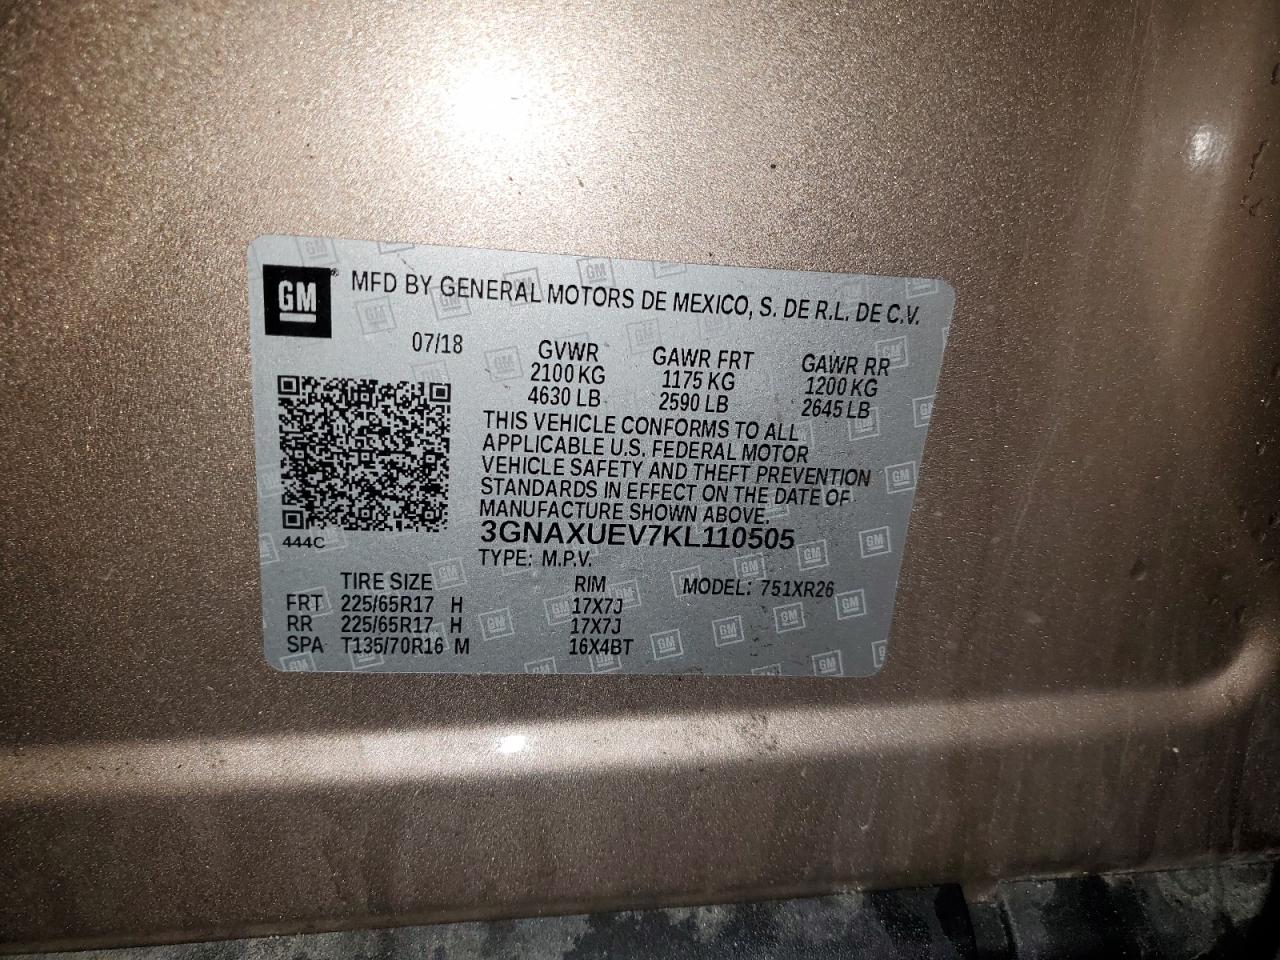 GM
MFD BY GENERAL MOTORS DE MEXICO, S. DE R.L. DE C.V.
07/18
GVWR GAWR FRT GAWR RR
2100 KG 1175 KG 1200 KG
4630 LB 2590 LB 2645 LB
THIS VEHICLE CONFORMS TO ALL
APPLICABLE U.S. FEDERAL MOTOR
VEHICLE SAFETY AND THEFT PREVENTION
STANDARDS IN EFFECT ON THE DATE OF
MANUFACTURE SHOWN ABOVE.
3GNAXUEV7KL110505
444C
TYPE: M.P.V.
TIRE SIZE RIM MODEL: 751XR26
FRT 225/65R17 H 17X7J
RR 225/65R17 H 17X7J
SPA T135/70R16 M 16X4BT